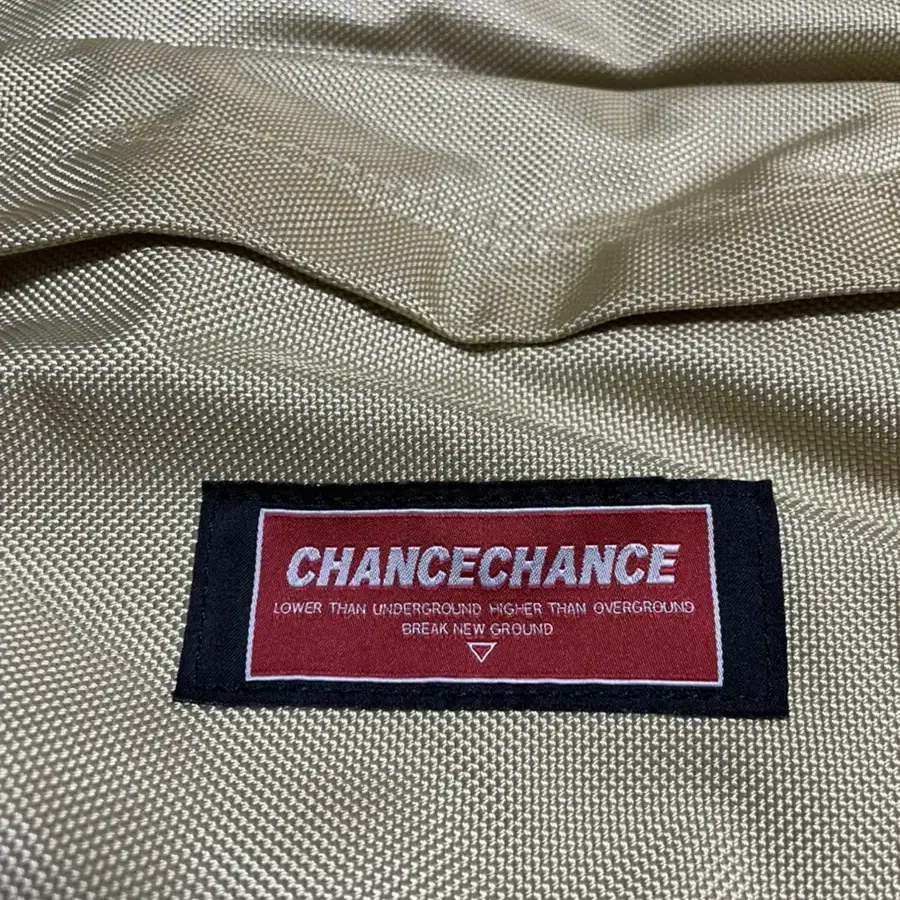 CHANCECHANCE
LOWER THAN UNDERGROUND HIGHER THAN OVERGROUND
BREAK NEW GROUND